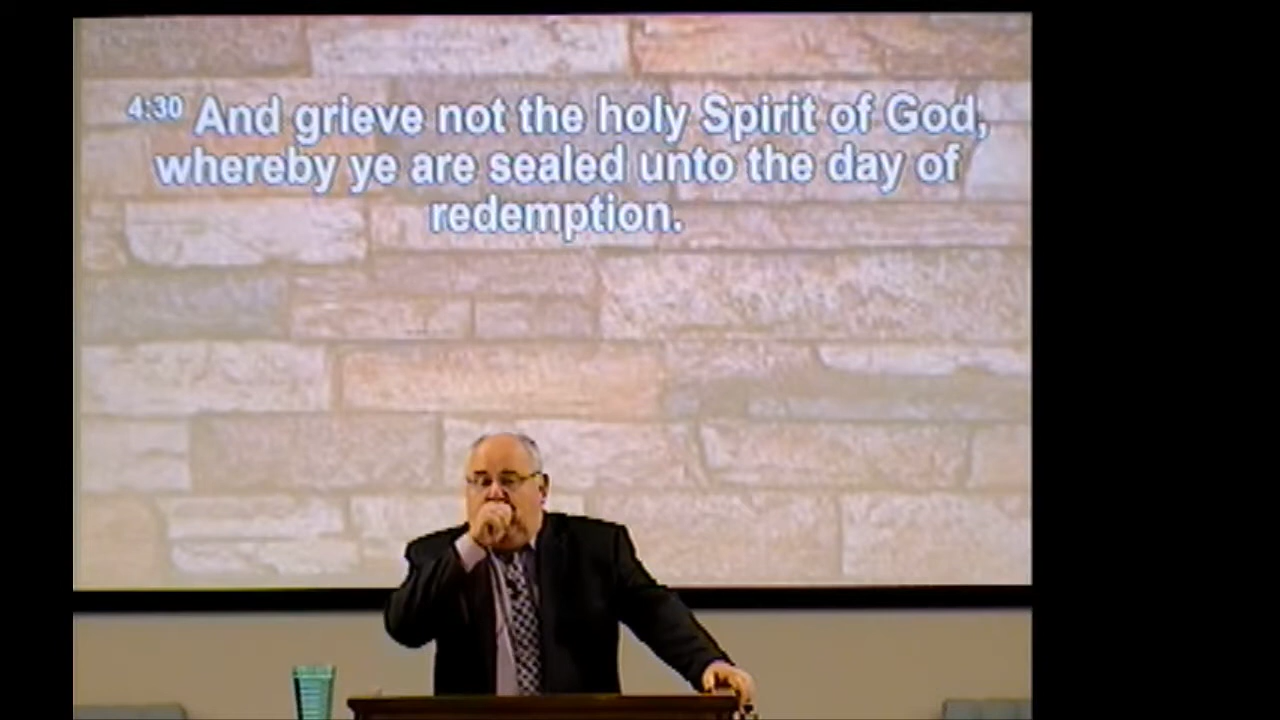 4:30 And grieve not the holy Spirit of God,
whereby ye are sealed unto the day of
redemption.